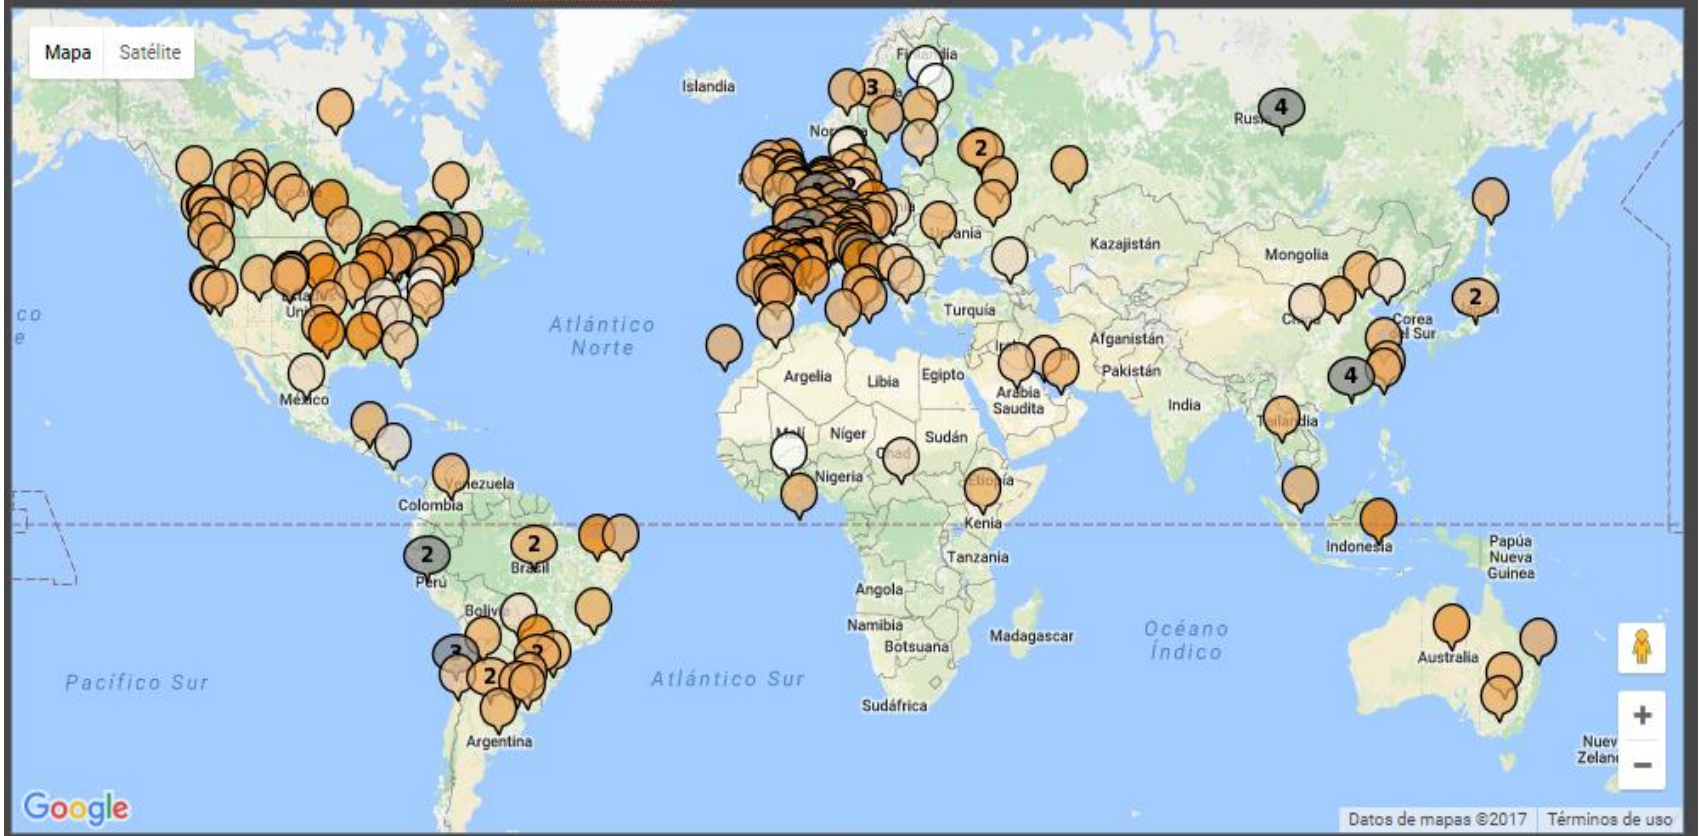 Mapa Satélite
Islandia
3
4
2
Ucrania
Kazajistán
Mongolia
Atlántico
Norte
Turquía
2
Corea
del Sur
Afganistán
Pakistán
4
Argelia
Libia
Egipto
Arabia
Saudita
India
México
Malí
Níger
Chad
Sudán
Nigeria
Etiopía
Tailandia
Venezuela
Colombia
Kenia
2
2
Brasil
Perú
Tanzania
Indonesia
Papúa
Nueva
Guinea
Angola
Bolivia
Namibia
Botsuana
Madagascar
Océano
Índico
Australia
3
2
2
Pacífico Sur
Atlántico Sur
Sudáfrica
Argentina
+
−
Google
Datos de mapas ©2017 Términos de uso